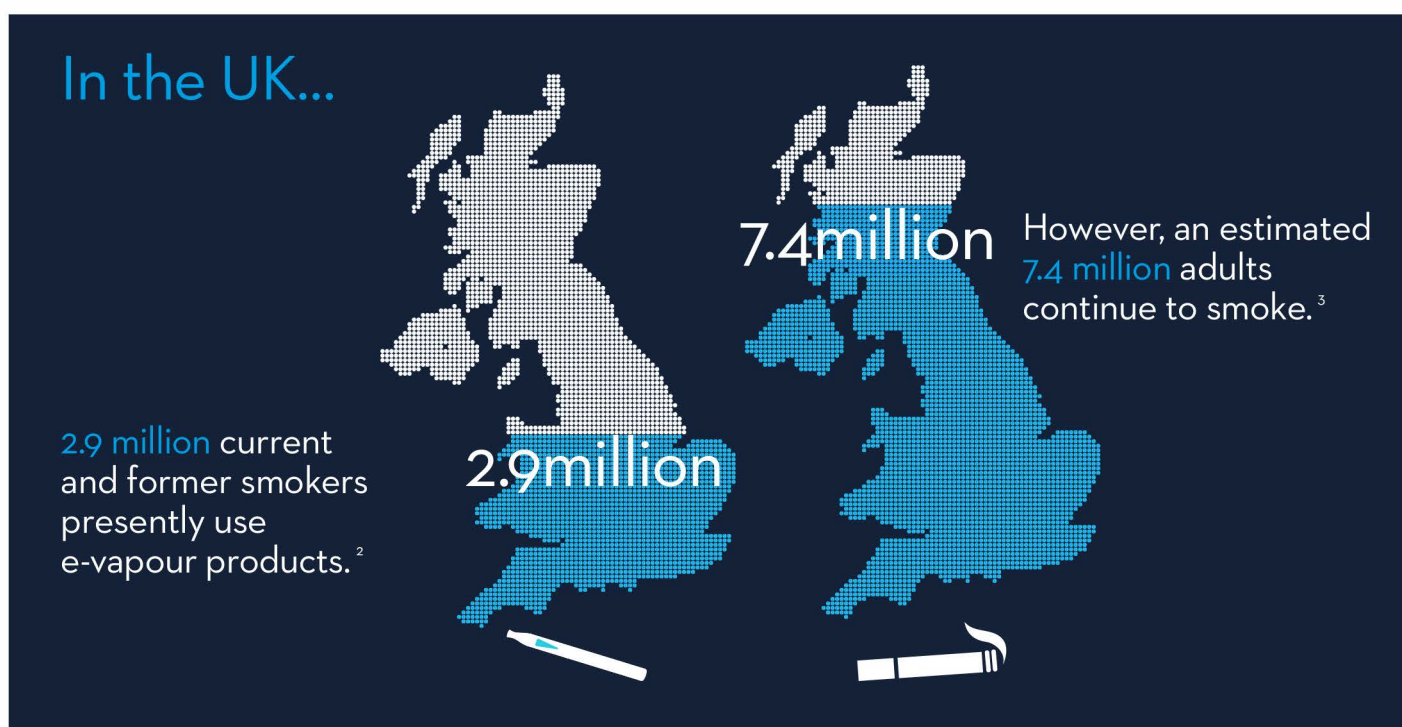 In the UK...
7.4million
However, an estimated
7.4 million adults
continue to smoke. 3
2.9million
2.9 million current
and former smokers
presently use
e-vapour products. 2